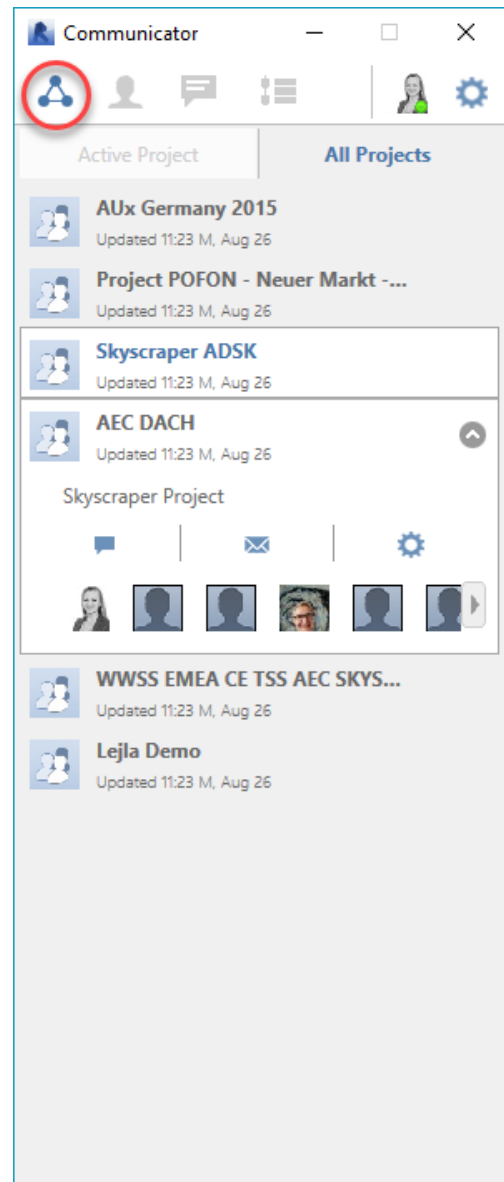 Communicator
Active Project
All Projects
AUx Germany 2015
Updated 11:23 M, Aug 26
Project POFON - Neuer Markt -...
Updated 11:23 M, Aug 26
Skyscraper ADSK
Updated 11:23 M, Aug 26
AEC DACH
Updated 11:23 M, Aug 26
Skyscraper Project
WWSS EMEA CE TSS AEC SKYS...
Updated 11:23 M, Aug 26
Lejla Demo
Updated 11:23 M, Aug 26